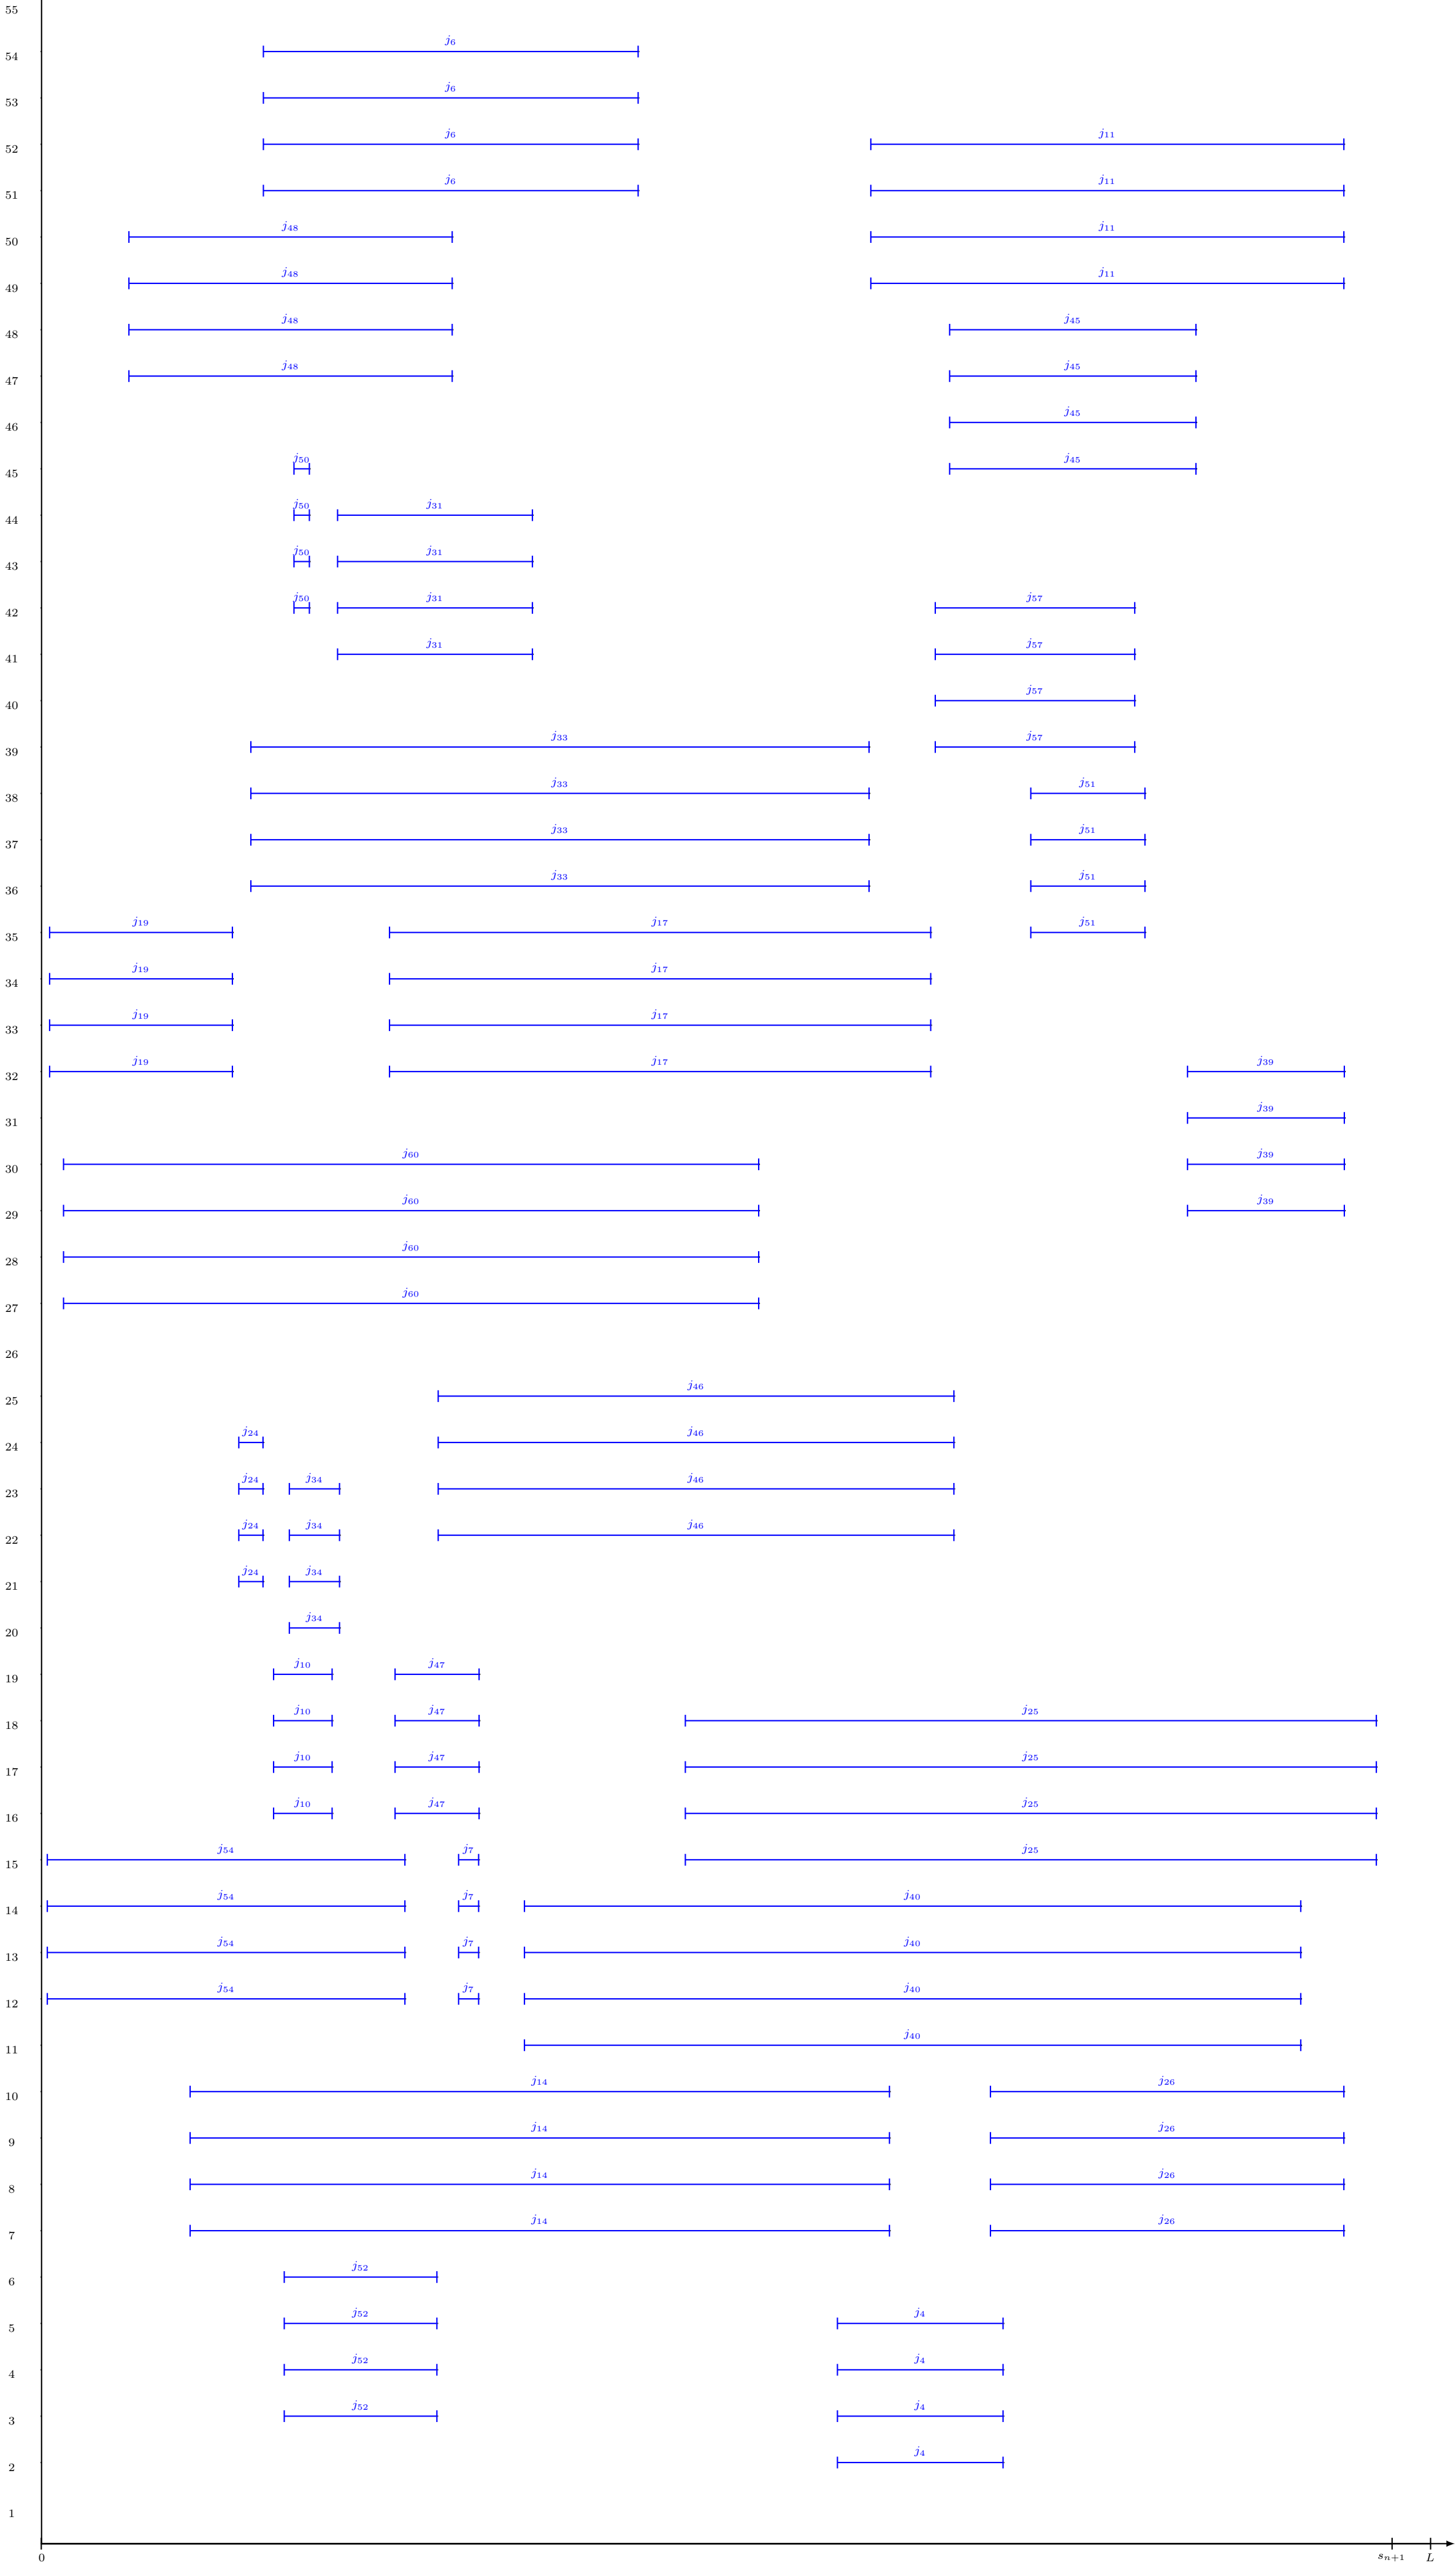 55
54 j₆
53 j₆
52 j₆ j₁₁
51 j₆ j₁₁
50 j₄₈ j₁₁
49 j₄₈ j₁₁
48 j₄₈ j₄₅
47 j₄₈ j₄₅
46 j₄₅
45 j₅₀ j₄₅
44 j₅₀ j₃₁
43 j₅₀ j₃₁
42 j₅₀ j₃₁ j₅₇
41 j₃₁ j₅₇
40 j₅₇
39 j₃₃ j₅₇
38 j₃₃ j₅₁
37 j₃₃ j₅₁
36 j₃₃ j₅₁
35 j₁₉ j₁₇ j₅₁
34 j₁₉ j₁₇
33 j₁₉ j₁₇
32 j₁₉ j₁₇ j₃₉
31 j₃₉
30 j₆₀ j₃₉
29 j₆₀ j₃₉
28 j₆₀
27 j₆₀
26
25 j₄₆
24 j₂₄ j₄₆
23 j₂₄ j₃₄ j₄₆
22 j₂₄ j₃₄ j₄₆
21 j₂₄ j₃₄
20 j₃₄
19 j₁₀ j₄₇
18 j₁₀ j₄₇ j₂₅
17 j₁₀ j₄₇ j₂₅
16 j₁₀ j₄₇ j₂₅
15 j₅₄ j₇ j₂₅
14 j₅₄ j₇ j₄₀
13 j₅₄ j₇ j₄₀
12 j₅₄ j₇ j₄₀
11 j₄₀
10 j₁₄ j₂₆
9 j₁₄ j₂₆
8 j₁₄ j₂₆
7 j₁₄ j₂₆
6 j₅₂
5 j₅₂ j₄
4 j₅₂ j₄
3 j₅₂ j₄
2 j₄
1
0 sₙ₊₁ L